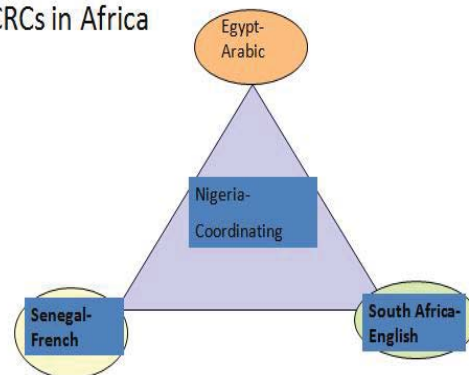 CRCs in Africa
Egypt-
Arabic
Nigeria-
Coordinating
Senegal-
French
South Africa-
English